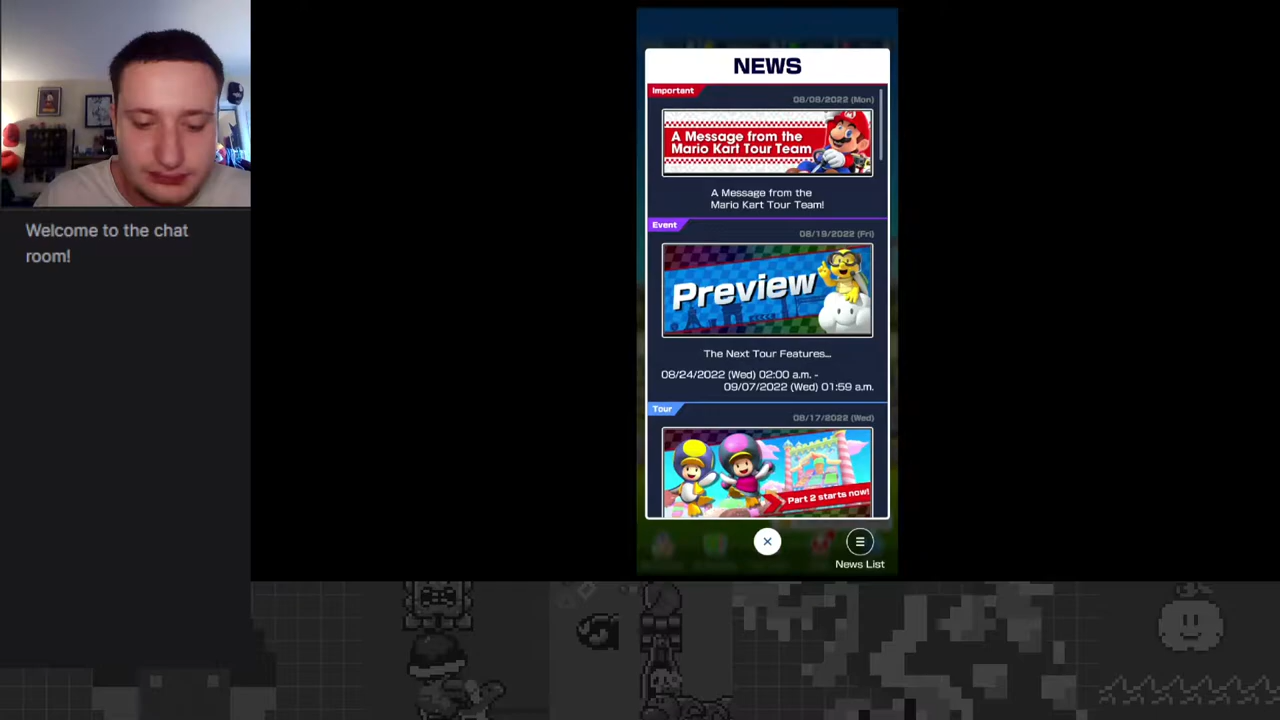 Welcome to the chat
room!
NEWS
Important
08/08/2022 (Mon)
A Message from the
Mario Kart Tour Team
A Message from the
Mario Kart Tour Team!
Event
08/19/2022 (Fri)
Preview
The Next Tour Features...
08/24/2022 (Wed) 02:00 a.m. -
09/07/2022 (Wed) 01:59 a.m.
Tour
08/17/2022 (Wed)
Part 2 starts now!
News List